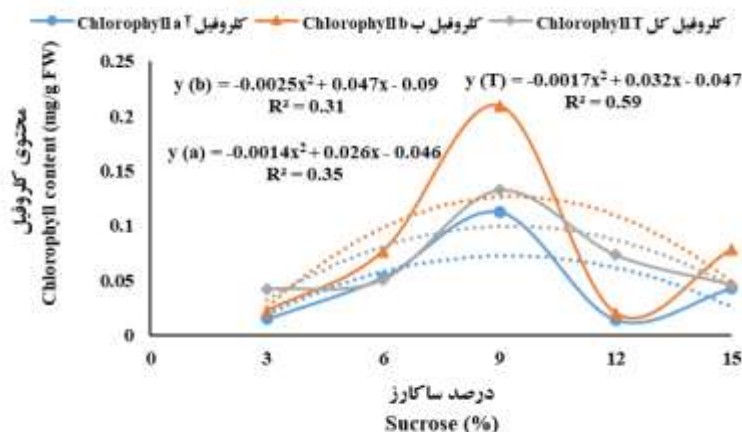 Chlorophyll a کلروفیل آ Chlorophyll b کلروفیل ب Chlorophyll T کلروفیل کل
0.25
0.2
0.15
0.1
0.05
0
y (b) = -0.0025x² + 0.047x - 0.09
R² = 0.31
y (T) = -0.0017x² + 0.032x - 0.047
R² = 0.59
y (a) = -0.0014x² + 0.026x - 0.046
R² = 0.35
محتوی کلروفیل
Chlorophyll content (mg/g FW)
0 3 6 9 12 15
درصد ساکارز
Sucrose (%)